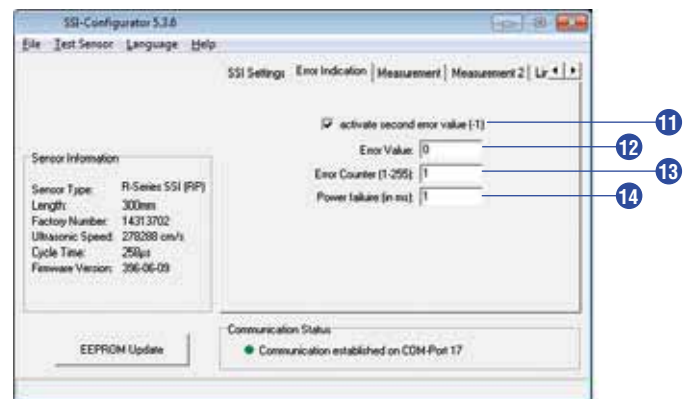 SSI-Configurator 5.3.6
File Test Sensor Language Help
SSI Settings Error Indication Measurement Measurement 2 Lir
activate second error value (-1)
11
Error Value: 0
12
Error Counter (1-255): 1
13
Power failure (in ms): 1
14
Sensor Information
Sensor Type: R-Series SSI (RP)
Length: 300mm
Factory Number: 14313702
Ultrasonic Speed: 278288 cm/s
Cycle Time: 258µs
Firmware Version: 396-06-09
EEPROM Update
Communication Status
Communication established on COM-Port 17